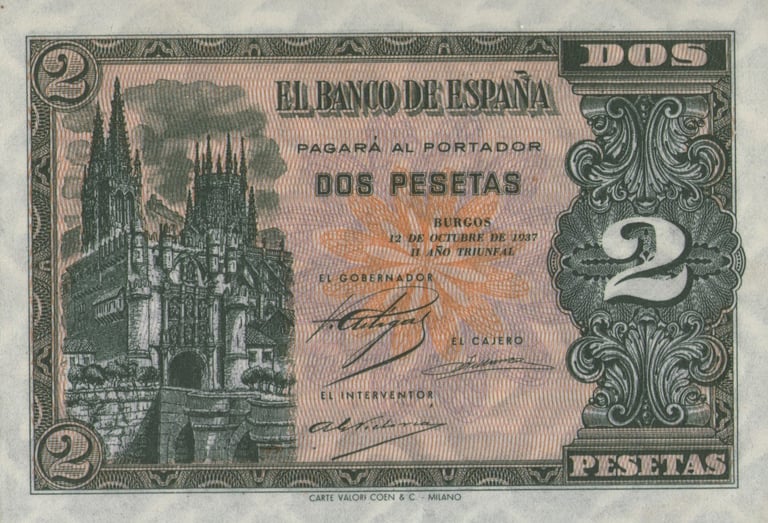 2
DOS
EL BANCO DE ESPAÑA
PAGARÁ AL PORTADOR
DOS PESETAS
BURGOS
12 DE OCTUBRE DE 1937
II AÑO TRIUNFAL
2
EL GOBERNADOR
EL CAJERO
EL INTERVENTOR
2
PESETAS
CARTE VALORI COEN & C. - MILANO